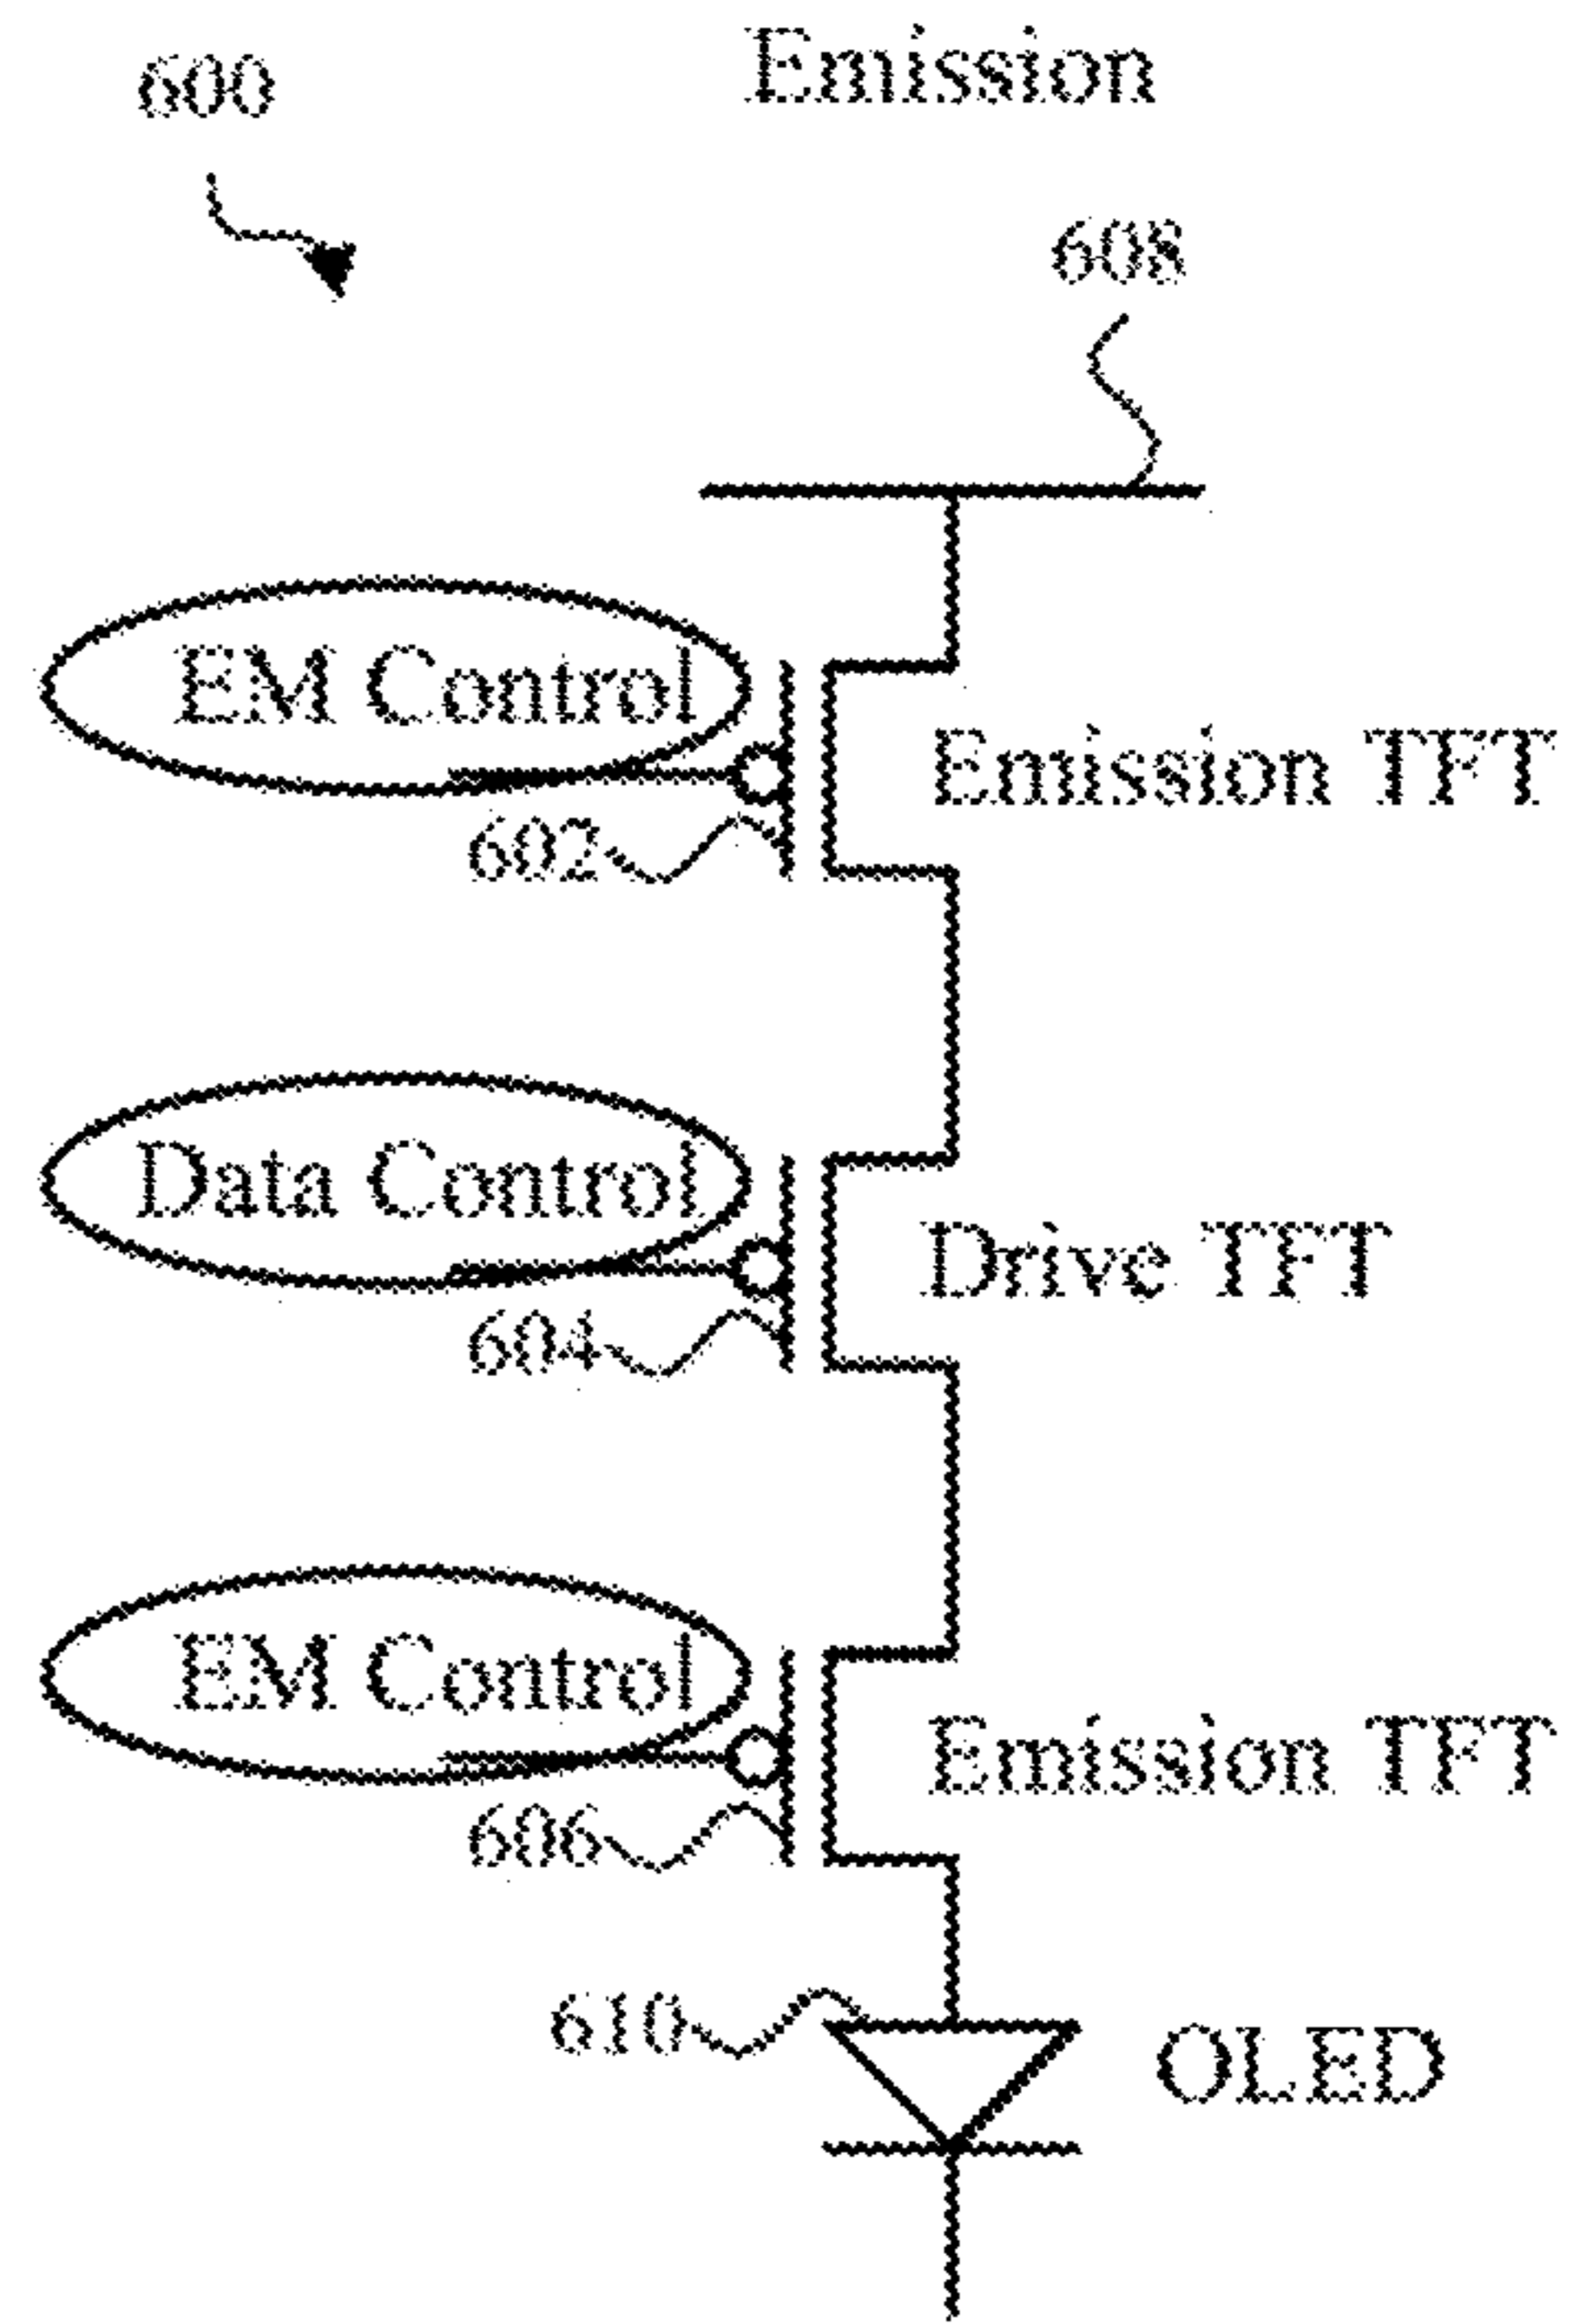 600
Emission
608
EM Control
Emission TFT
602
Data Control
Drive TFT
604
EM Control
Emission TFT
606
610
OLED